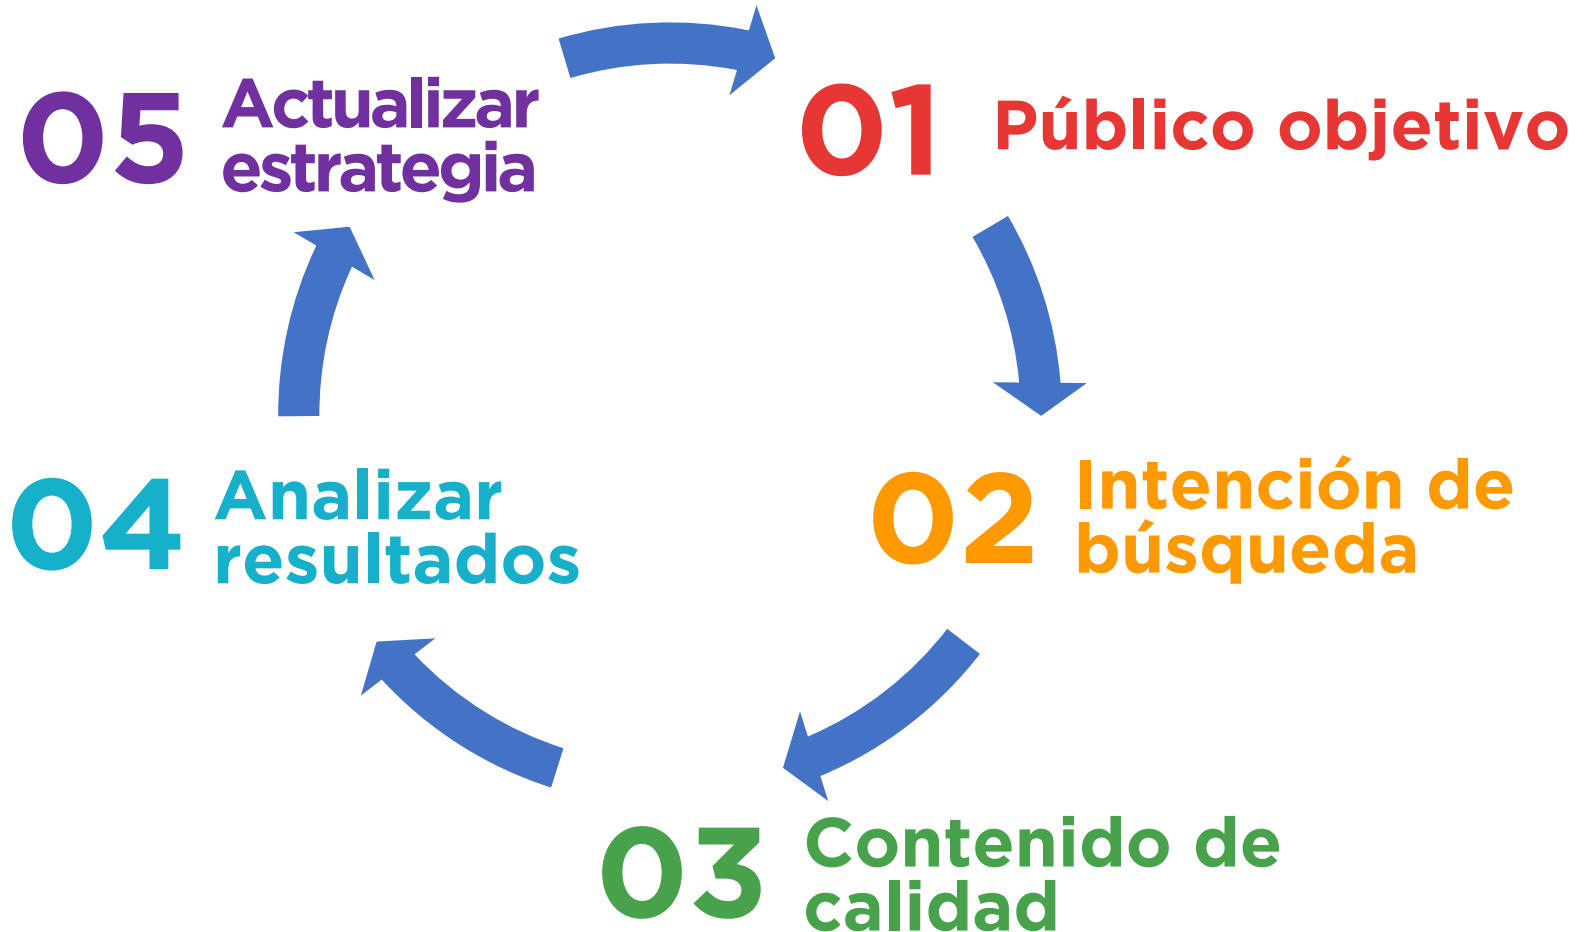 01 Público objetivo
02 Intención de
búsqueda
03 Contenido de
calidad
04 Analizar
resultados
05 Actualizar
estrategia